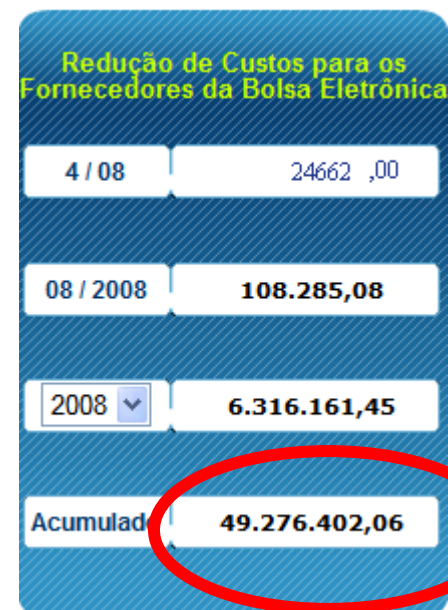 Redução de Custos para os
Fornecedores da Bolsa Eletrônica
4 / 08 24662 ,00
08 / 2008 108.285,08
2008 6.316.161,45
Acumulado 49.276.402,06